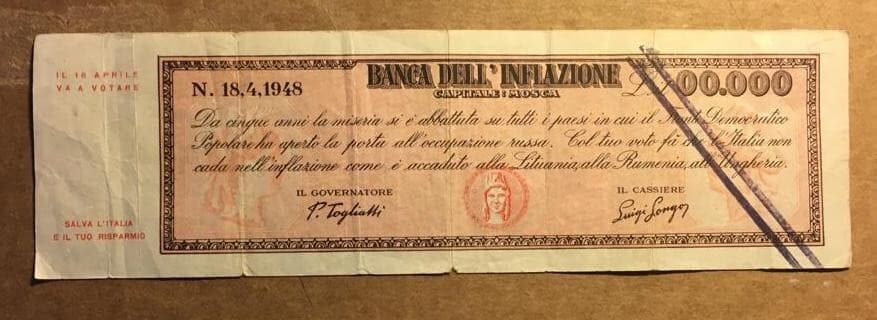 IL 18 APRILE
VA A VOTARE
SALVA L'ITALIA
E IL TUO RISPARMIO
BANCA DELL'INFLAZIONE
CAPITALE: MOSCA
N. 18,4,1948
L. 100.000
Da cinque anni la miseria si è abbattuta su tutti i paesi in cui il Fronte Democratico
Popolare ha aperto la porta all'occupazione russa. Col tuo voto fà che l'Italia non
cada nell'inflazione come è accaduto alla Lituania, alla Rumenia, all'Ungheria.
IL GOVERNATORE
P. Togliatti
IL CASSIERE
Luigi Longo